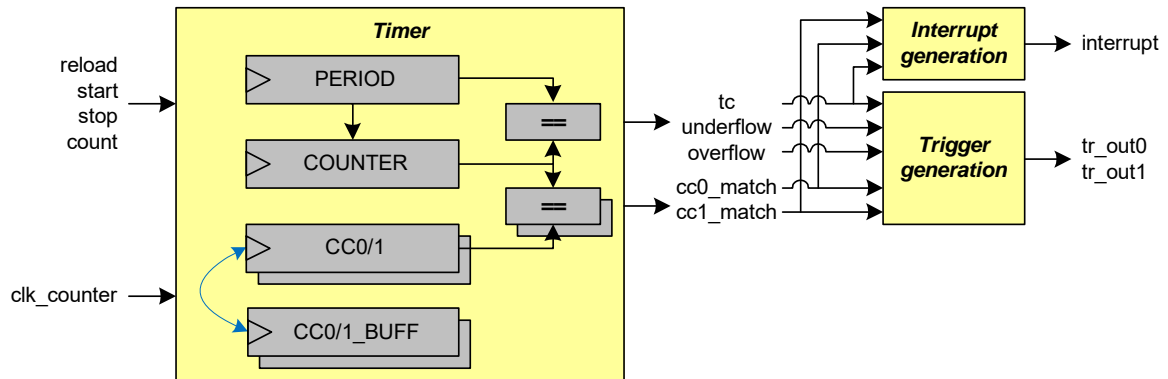 Timer
reload
start
stop
count
clk_counter
PERIOD
COUNTER
CC0/1
CC0/1_BUFF
==
==
tc
underflow
overflow
cc0_match
cc1_match
Interrupt
generation
Trigger
generation
interrupt
tr_out0
tr_out1